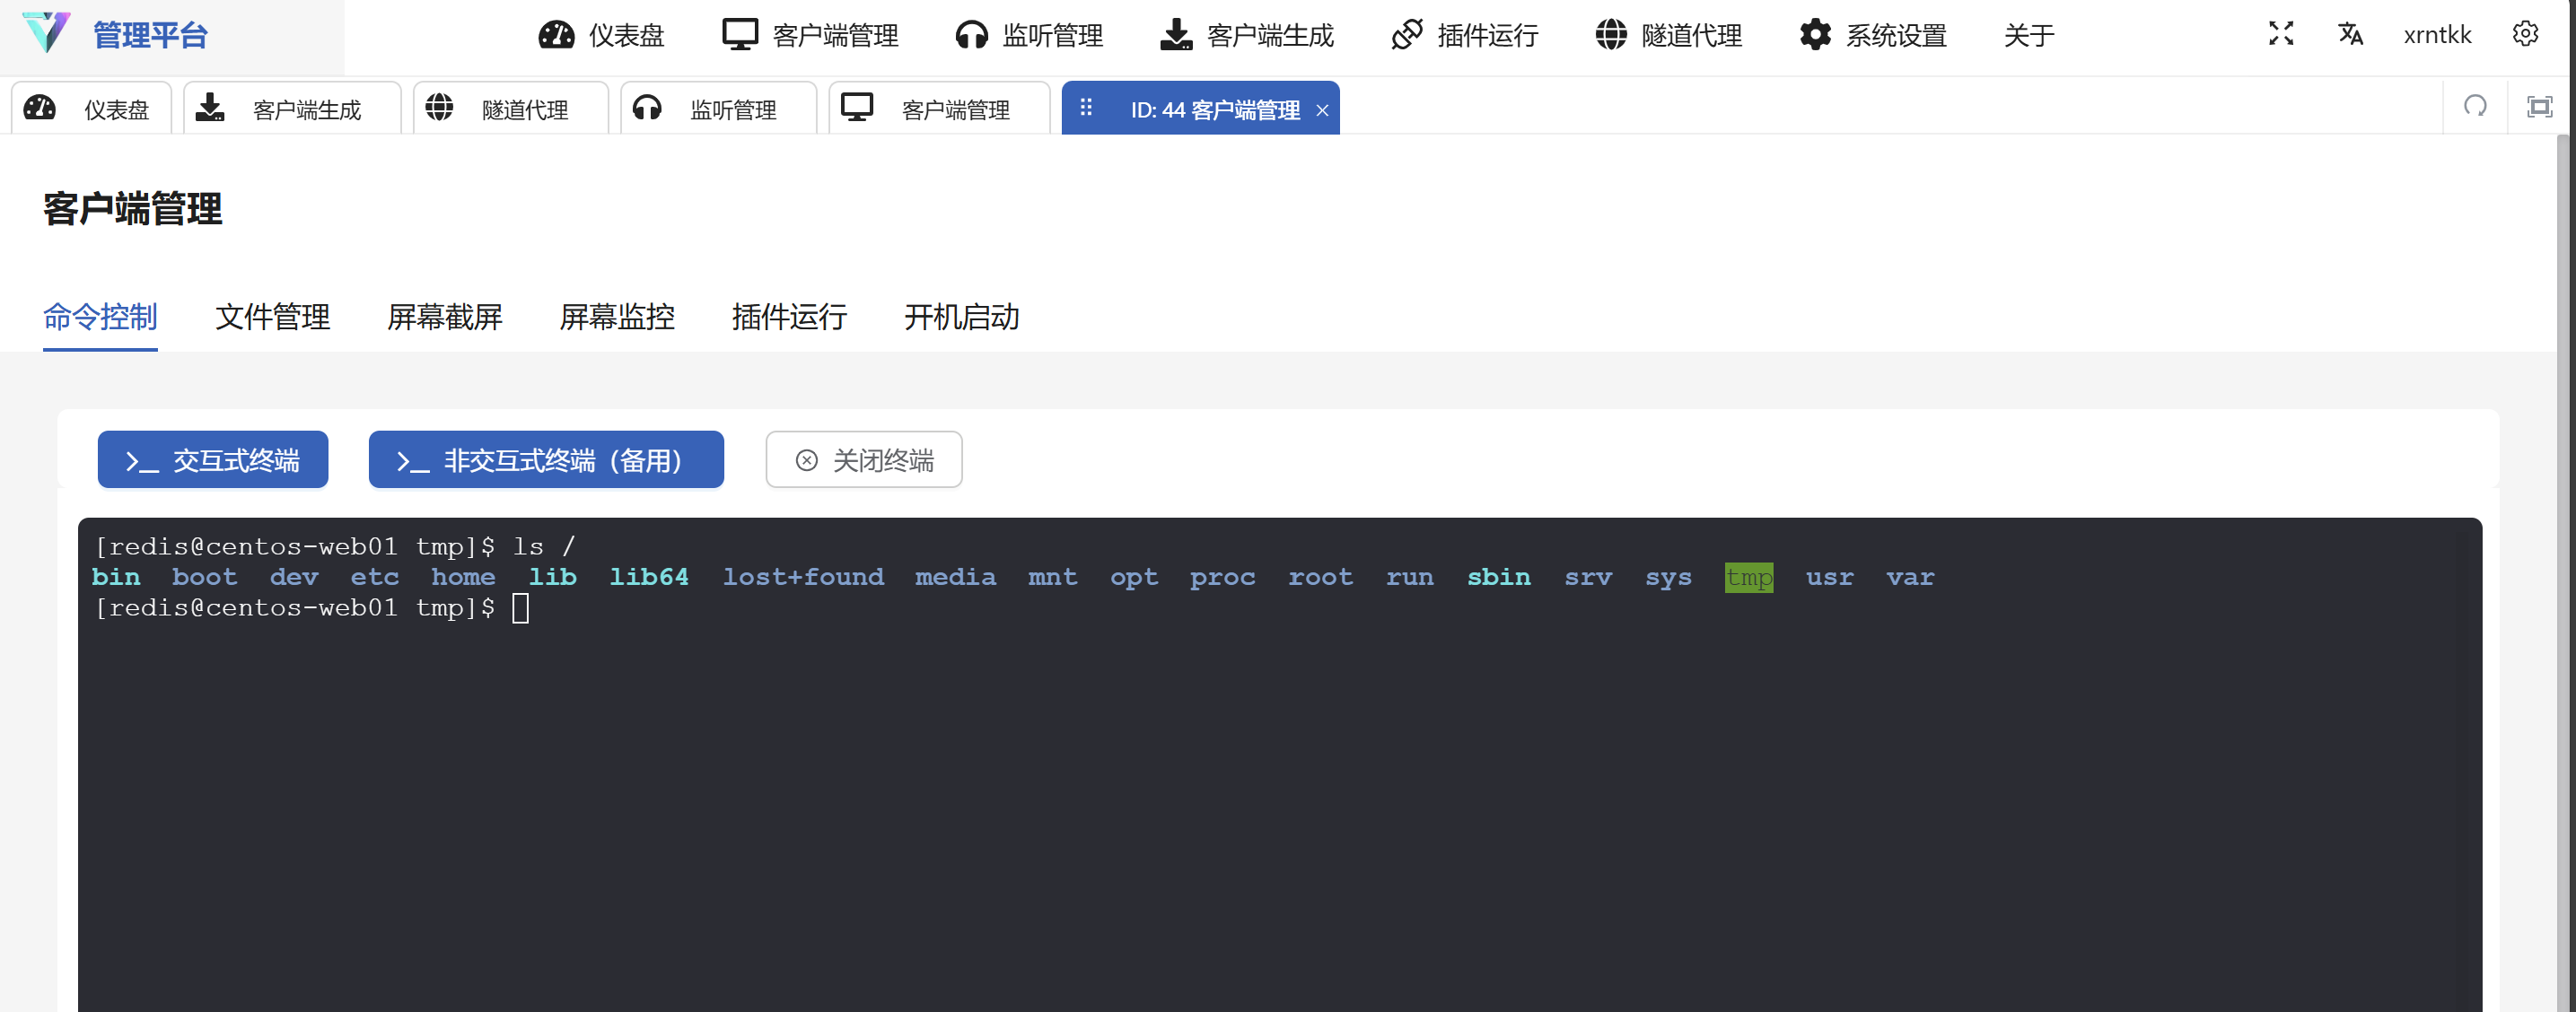 管理平台 仪表盘 客户端管理 监听管理 客户端生成 插件运行 隧道代理 系统设置 关于 xrntkk
仪表盘 客户端生成 隧道代理 监听管理 客户端管理 ID: 44 客户端管理 ×
客户端管理
命令控制 文件管理 屏幕截屏 屏幕监控 插件运行 开机启动
>_ 交互式终端 >_ 非交互式终端（备用） 关闭终端
[redis@centos-web01 tmp]$ ls /
bin boot dev etc home lib lib64 lost+found media mnt opt proc root run sbin srv sys tmp usr var
[redis@centos-web01 tmp]$